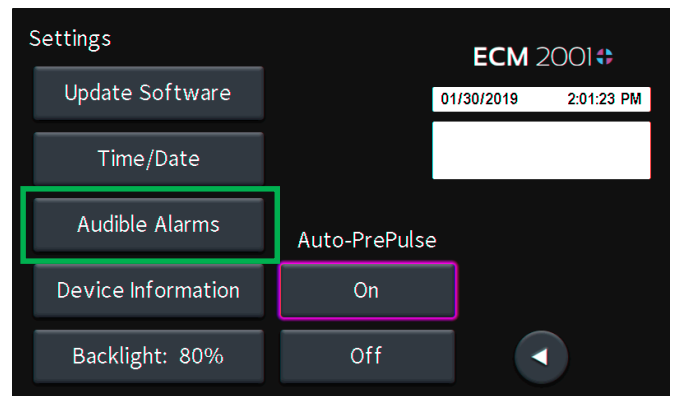 Settings
ECM 2001
Update Software
01/30/2019 2:01:23 PM
Time/Date
Audible Alarms
Auto-PrePulse
Device Information
On
Backlight: 80%
Off